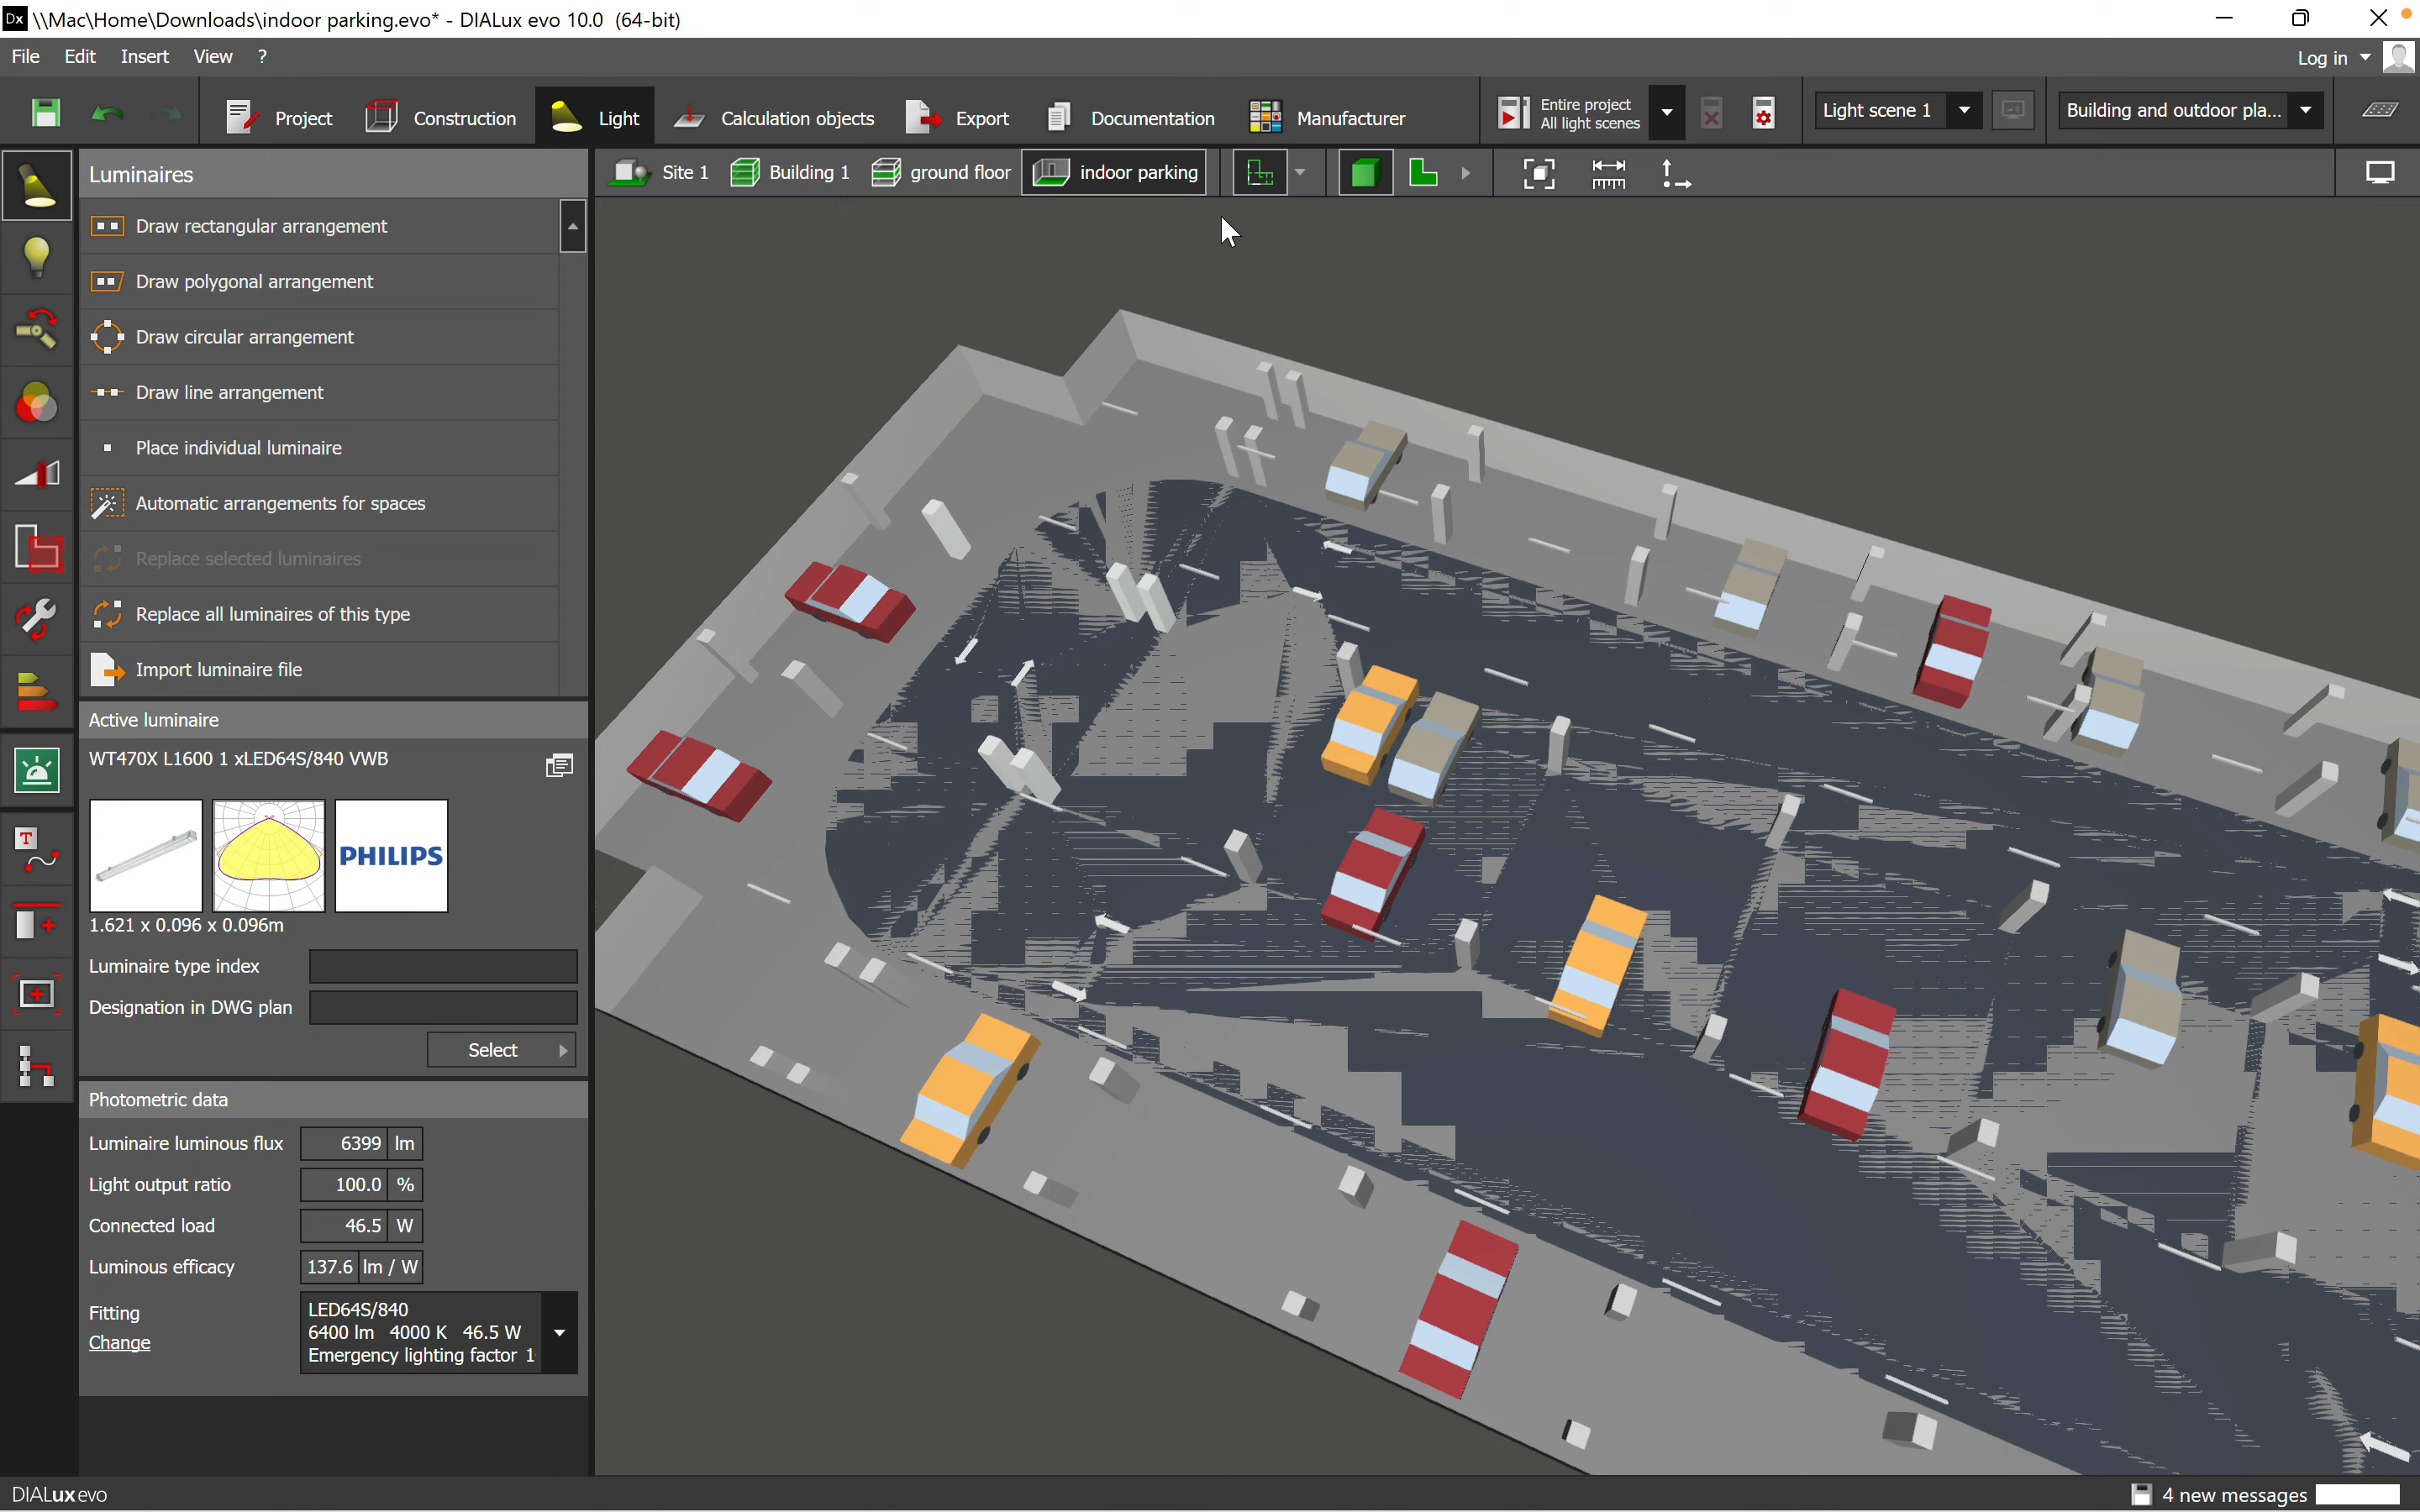 Dx \\Mac\Home\Downloads\indoor parking.evo* - DIALux evo 10.0 (64-bit)
File Edit Insert View ? Log in
Project Construction Light Calculation objects Export Documentation Manufacturer Entire project All light scenes Light scene 1 Building and outdoor pla...
Luminaires
Site 1 Building 1 ground floor indoor parking
Draw rectangular arrangement
Draw polygonal arrangement
Draw circular arrangement
Draw line arrangement
Place individual luminaire
Automatic arrangements for spaces
Replace selected luminaires
Replace all luminaires of this type
Import luminaire file
Active luminaire
WT470X L1600 1 xLED64S/840 VWB
T
PHILIPS
1.621 x 0.096 x 0.096m
Luminaire type index
Designation in DWG plan
Select
Photometric data
Luminaire luminous flux 6399 lm
Light output ratio 100.0 %
Connected load 46.5 W
Luminous efficacy 137.6 lm / W
Fitting
Change
LED64S/840
6400 lm 4000 K 46.5 W
Emergency lighting factor 1
DIALux evo
4 new messages